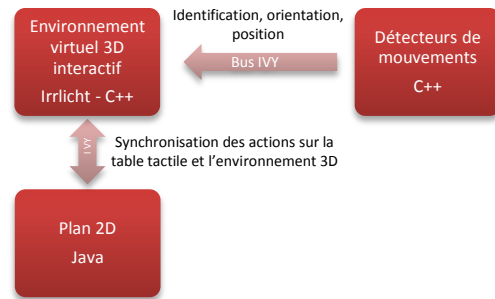 Environnement
virtuel 3D
interactif
Irrlicht - C++
Identification, orientation,
position
Bus IVY
Détecteurs de
mouvements
C++
IVY
Synchronisation des actions sur la
table tactile et l'environnement 3D
Plan 2D
Java